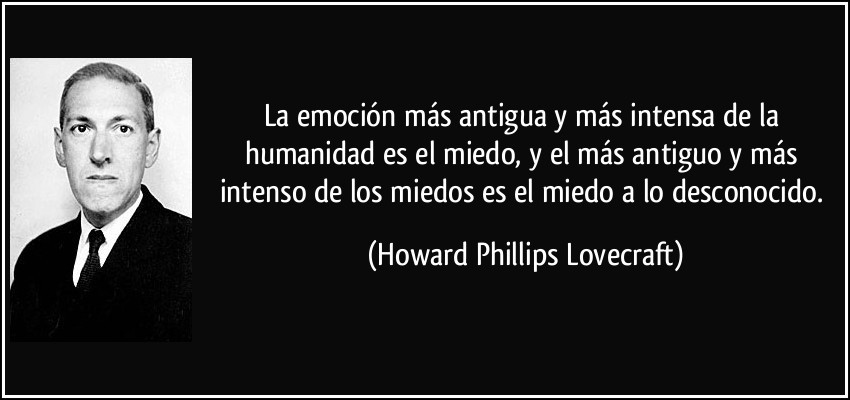 La emoción más antigua y más intensa de la
humanidad es el miedo, y el más antiguo y más
intenso de los miedos es el miedo a lo desconocido.
(Howard Phillips Lovecraft)